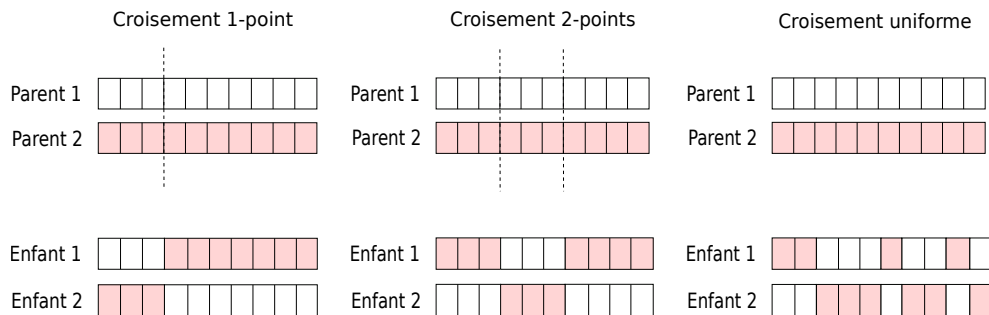 Croisement 1-point
Parent 1
Parent 2
Enfant 1
Enfant 2
Croisement 2-points
Parent 1
Parent 2
Enfant 1
Enfant 2
Croisement uniforme
Parent 1
Parent 2
Enfant 1
Enfant 2